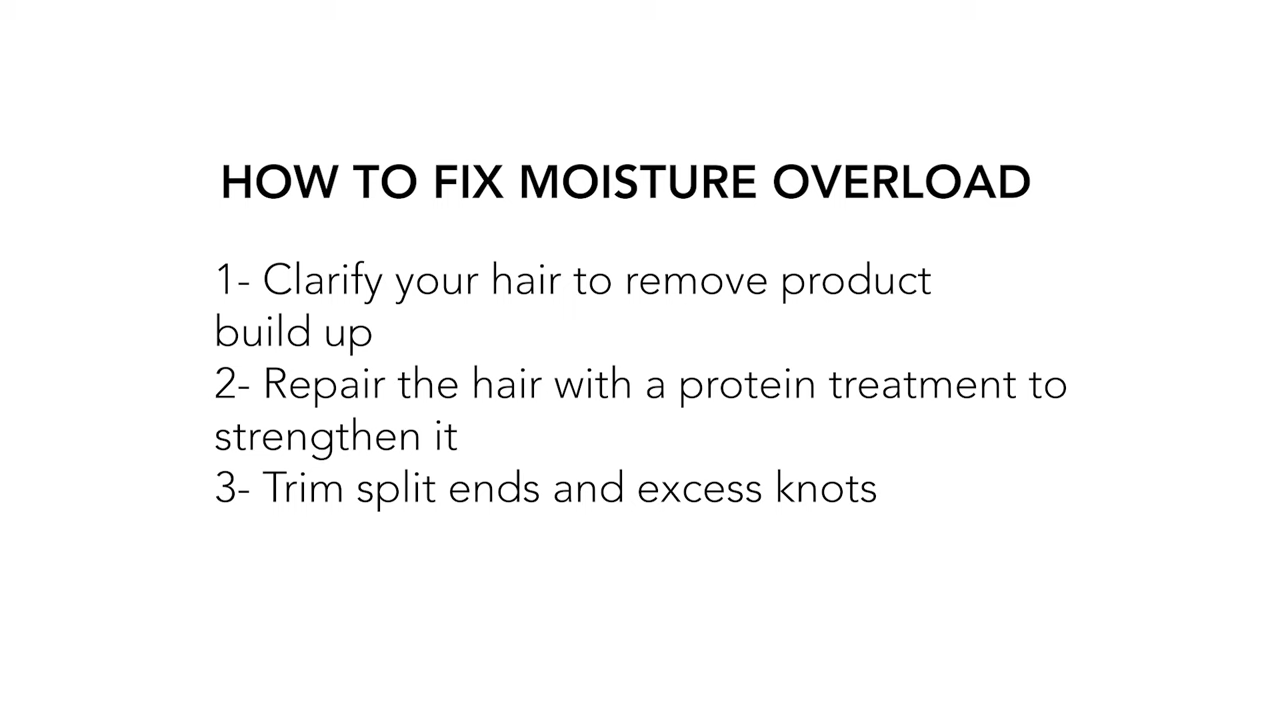 HOW TO FIX MOISTURE OVERLOAD
1- Clarify your hair to remove product
build up
2- Repair the hair with a protein treatment to
strengthen it
3- Trim split ends and excess knots